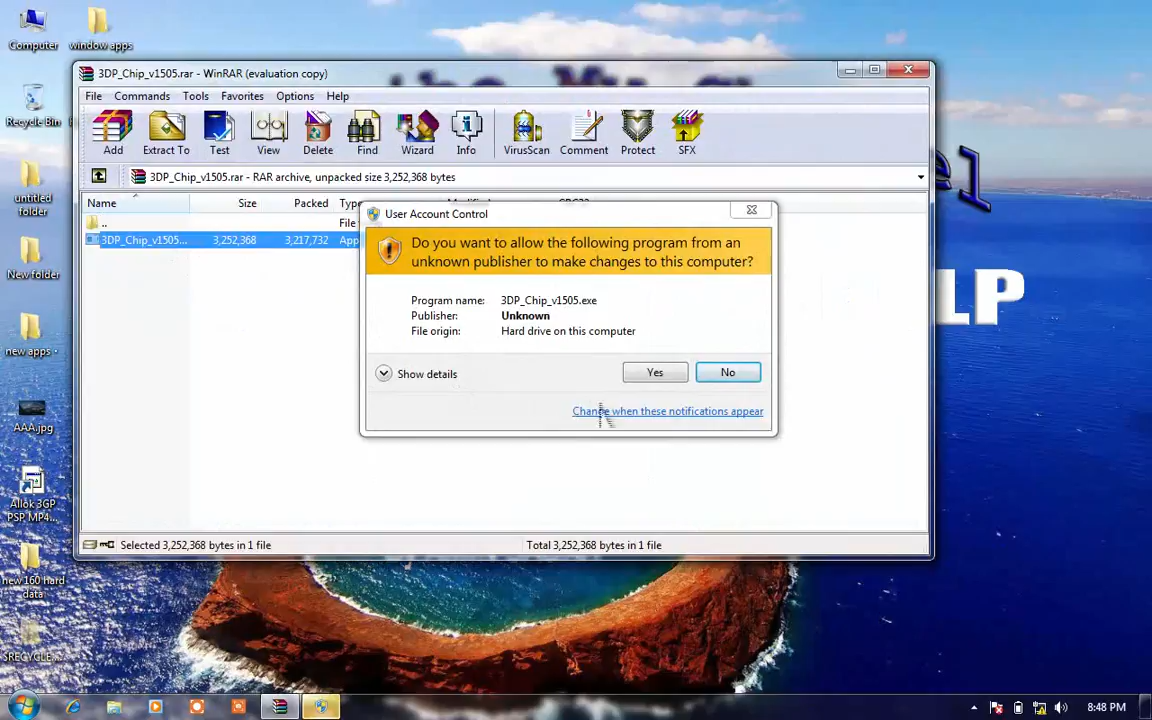 Computer
window apps
Recycle Bin
untitled
folder
New folder
new apps
AAA.jpg
Allok 3GP
PSP MP4...
new 160 hard
data
3DP_Chip_v1505.rar - WinRAR (evaluation copy)
File Commands Tools Favorites Options Help
Add Extract To Test View Delete Find Wizard Info VirusScan Comment Protect SFX
3DP_Chip_v1505.rar - RAR archive, unpacked size 3,252,368 bytes
Name Size Packed
..
File
3DP_Chip_v1505... 3,252,368 3,217,732 App
User Account Control
Do you want to allow the following program from an
unknown publisher to make changes to this computer?
Program name: 3DP_Chip_v1505.exe
Publisher: Unknown
File origin: Hard drive on this computer
Show details
Yes No
Change when these notifications appear
Selected 3,252,368 bytes in 1 file
Total 3,252,368 bytes in 1 file
8:48 PM